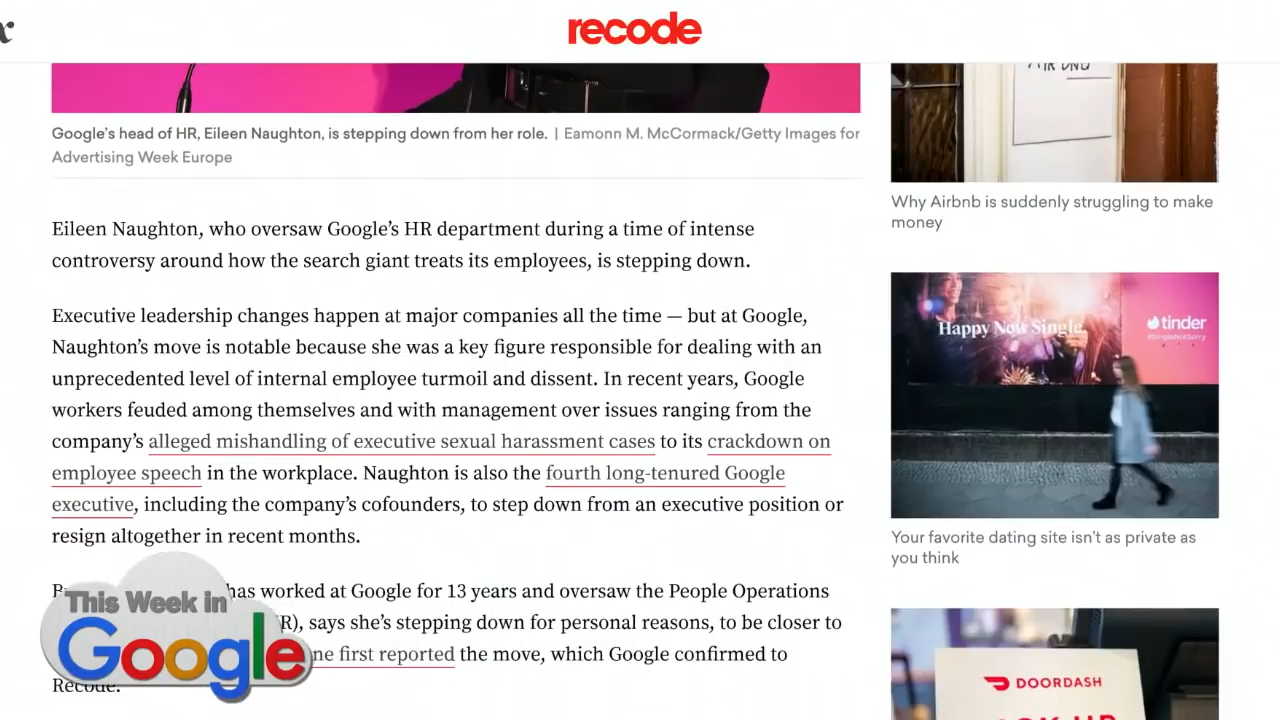 recode
Google’s head of HR, Eileen Naughton, is stepping down from her role. | Eamonn M. McCormack/Getty Images for
Advertising Week Europe
Eileen Naughton, who oversaw Google’s HR department during a time of intense
controversy around how the search giant treats its employees, is stepping down.
Executive leadership changes happen at major companies all the time — but at Google,
Naughton’s move is notable because she was a key figure responsible for dealing with an
unprecedented level of internal employee turmoil and dissent. In recent years, Google
workers feuded among themselves and with management over issues ranging from the
company’s alleged mishandling of executive sexual harassment cases to its crackdown on
employee speech in the workplace. Naughton is also the fourth long-tenured Google
executive, including the company’s cofounders, to step down from an executive position or
resign altogether in recent months.
has worked at Google for 13 years and oversaw the People Operations
R), says she’s stepping down for personal reasons, to be closer to
ne first reported the move, which Google confirmed to
Recode.
This Week in
Google
Why Airbnb is suddenly struggling to make
money
Happy New Single.
tinder
#SingleNotSorry
Your favorite dating site isn’t as private as
you think
DOORDASH